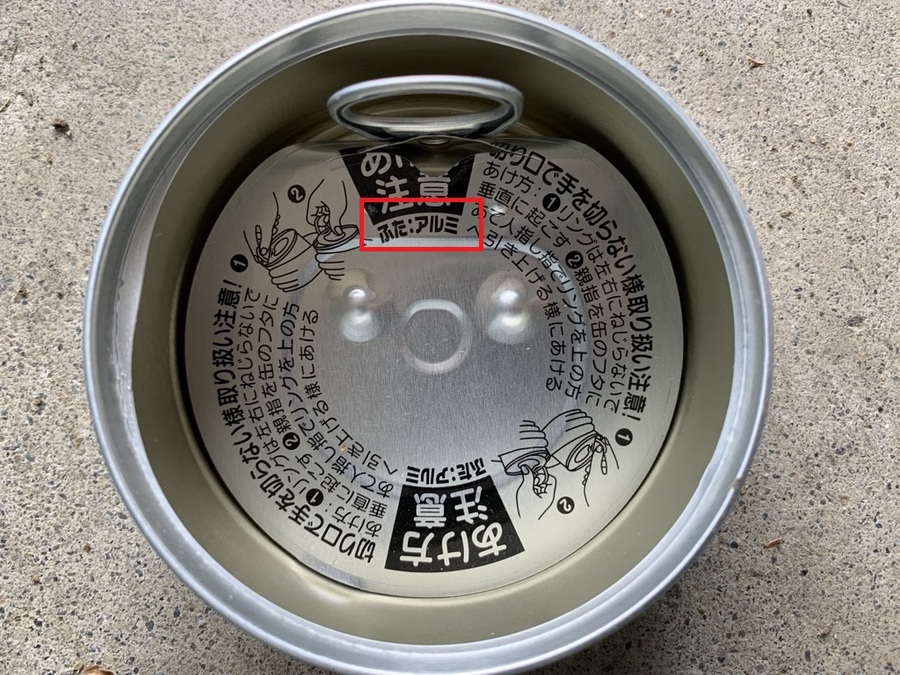 注意
ふた:アルミ
切り口で手を切らない様取り扱い注意!
あけ方:❶リングは左右にねじらないで
垂直に起こす❷親指を缶のフタに
あて人指し指でリングを上の方
へ引き上げる様にあける
❶
❷
あけ方
注意
ふた:アルミ
切り口で手を切らない様取り扱い注意!
あけ方:❶リングは左右にねじらないで
垂直に起こす❷親指を缶のフタに
あて人指し指でリングを上の方
へ引き上げる様にあける
❶
❷